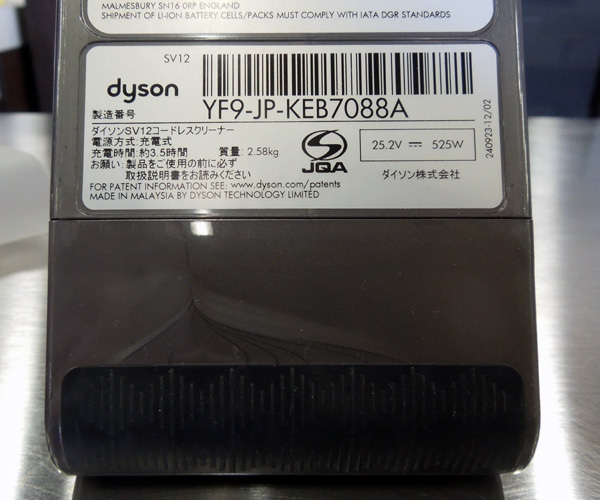 MALMESBURY SN16 0RP ENGLAND
SHIPMENT OF LI-ION BATTERY CELLS/PACKS MUST COMPLY WITH IATA DGR STANDARDS
SV12
dyson
製造番号
YF9-JP-KEB7088A
ダイソンSV12コードレスクリーナー
電源方式:充電式
充電時間:約3.5時間 質量:2.58kg
お願い:製品をご使用の前に必ず
取扱説明書をお読みください
FOR PATENT INFORMATION SEE: www.dyson.com/patents
MADE IN MALAYSIA BY DYSON TECHNOLOGY LIMITED
JQA
25.2V ⎓ 525W
ダイソン株式会社
240923-12/02